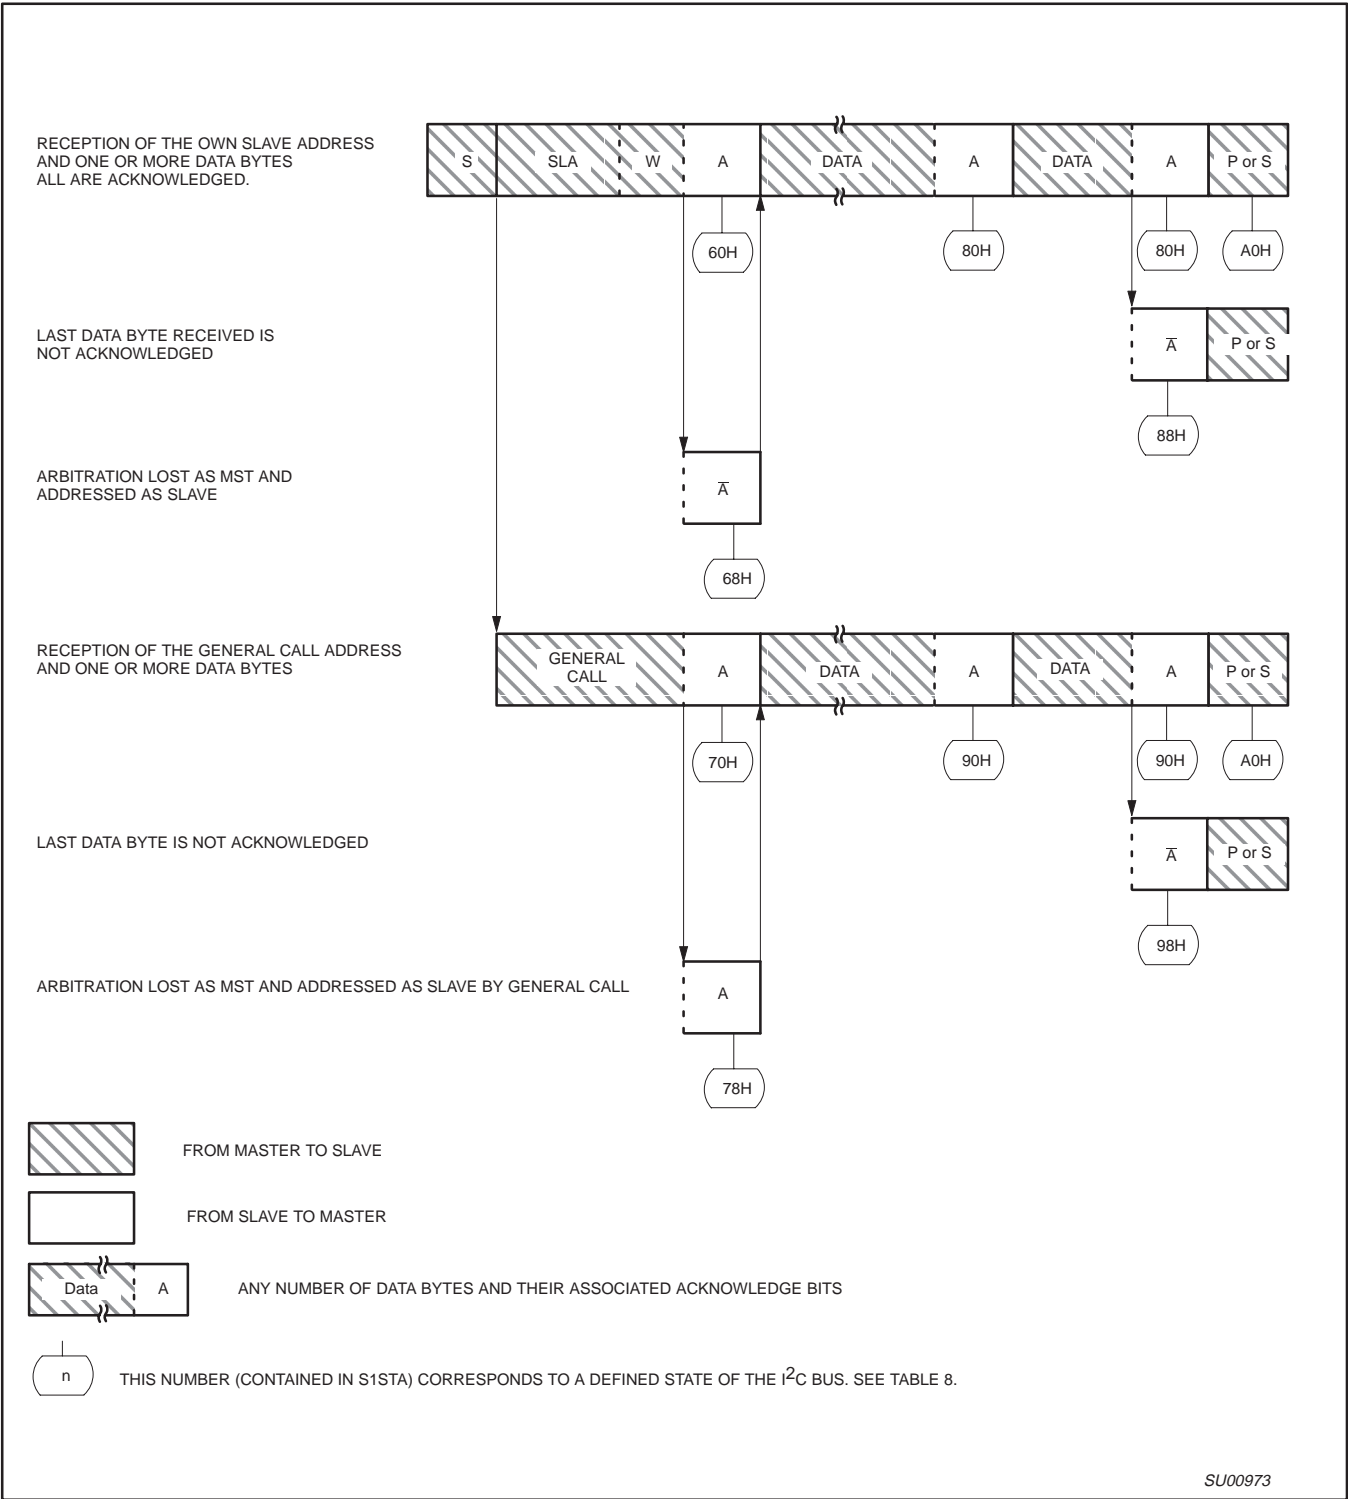 RECEPTION OF THE OWN SLAVE ADDRESS
AND ONE OR MORE DATA BYTES
ALL ARE ACKNOWLEDGED.
S SLA W A DATA A DATA A P or S
60H 80H 80H A0H
LAST DATA BYTE RECEIVED IS
NOT ACKNOWLEDGED
A̅ P or S
88H
ARBITRATION LOST AS MST AND
ADDRESSED AS SLAVE
A̅
68H
RECEPTION OF THE GENERAL CALL ADDRESS
AND ONE OR MORE DATA BYTES
GENERAL
CALL
A DATA A DATA A P or S
70H 90H 90H A0H
LAST DATA BYTE IS NOT ACKNOWLEDGED
A̅ P or S
98H
ARBITRATION LOST AS MST AND ADDRESSED AS SLAVE BY GENERAL CALL
A
78H
FROM MASTER TO SLAVE
FROM SLAVE TO MASTER
Data A ANY NUMBER OF DATA BYTES AND THEIR ASSOCIATED ACKNOWLEDGE BITS
n THIS NUMBER (CONTAINED IN S1STA) CORRESPONDS TO A DEFINED STATE OF THE I²C BUS. SEE TABLE 8.
SU00973